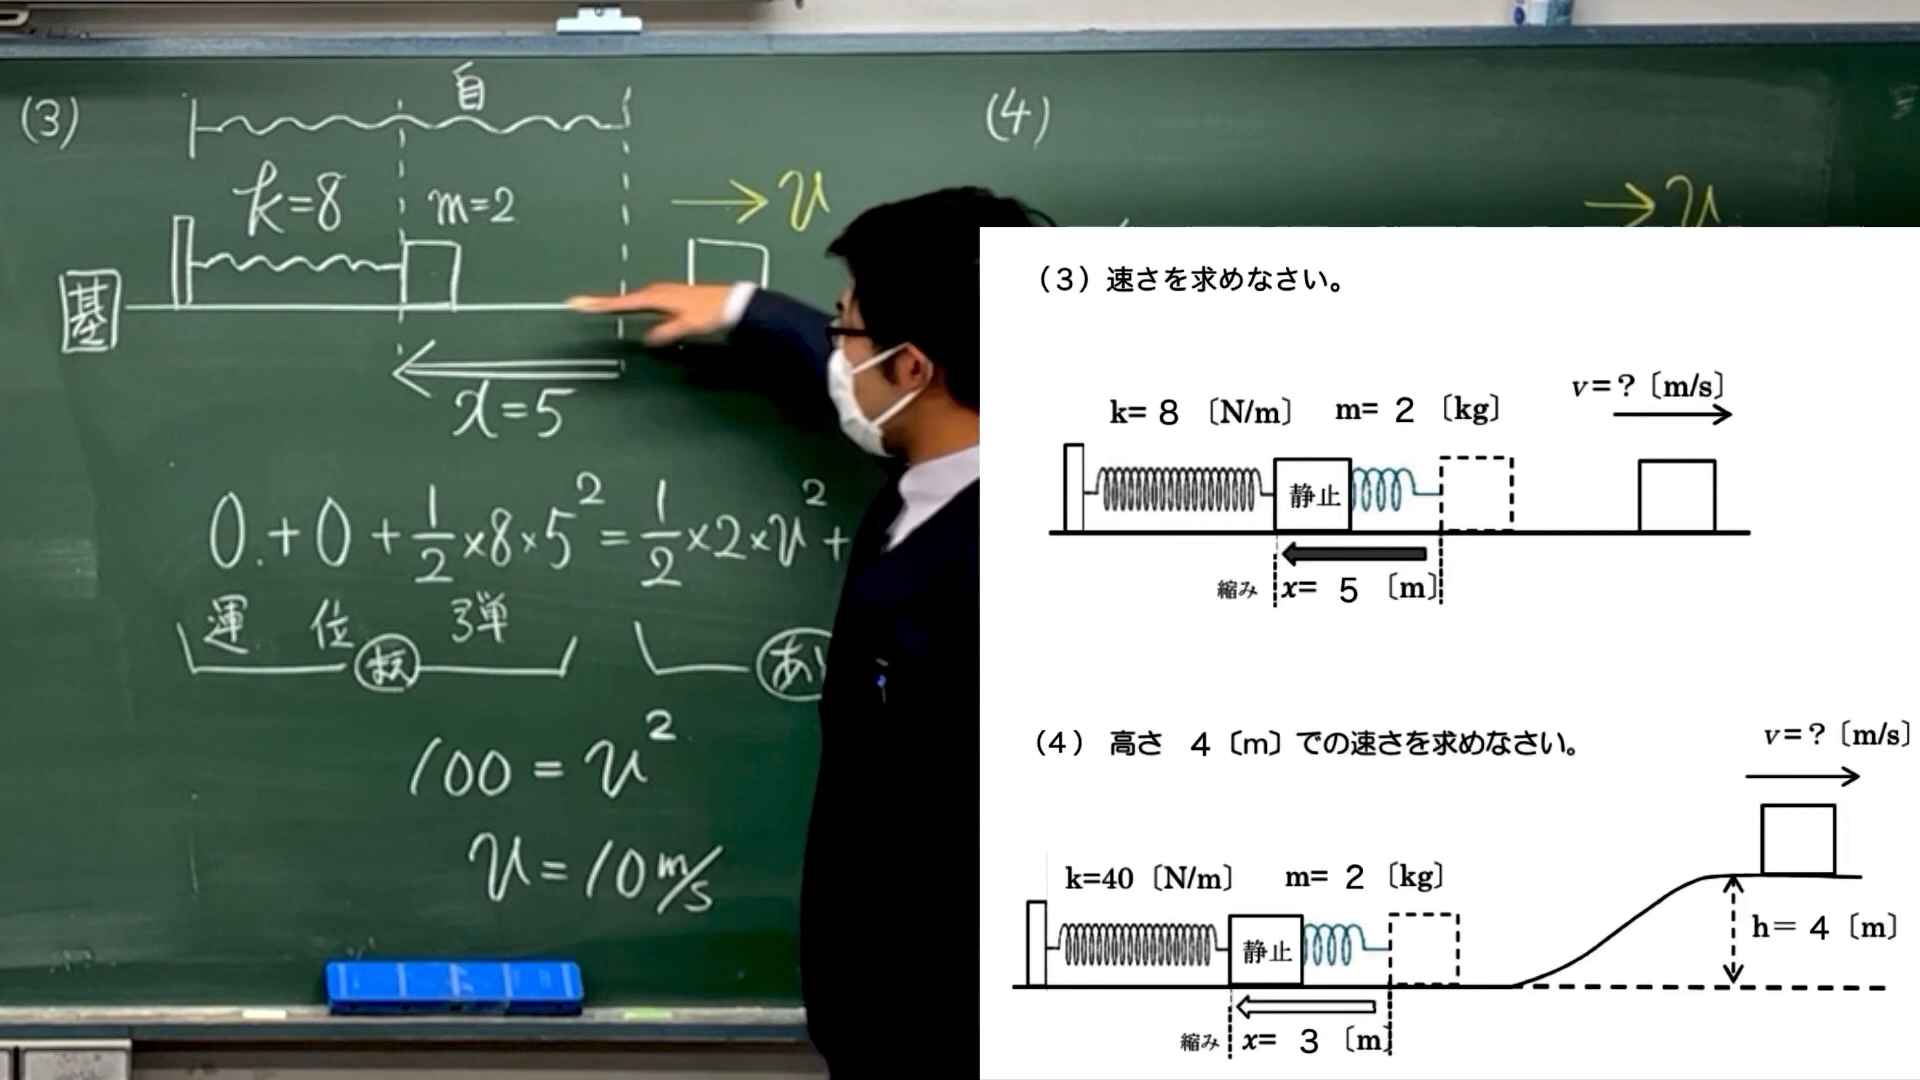 (3)
自
k=8
m=2
→v
基
x=5
0.+0+1/2×8×5²=1/2×2×v²+
運 位 弾
あ
100=v²
v=10m/s
(4)
→v
（3）速さを求めなさい。
v=？〔m/s〕
k= 8 〔N/m〕 m= 2 〔kg〕
静止
縮み x= 5 〔m〕
（4） 高さ 4〔m〕での速さを求めなさい。
v=？〔m/s〕
k=40〔N/m〕 m= 2 〔kg〕
静止
h= 4〔m〕
縮み x= 3 〔m〕